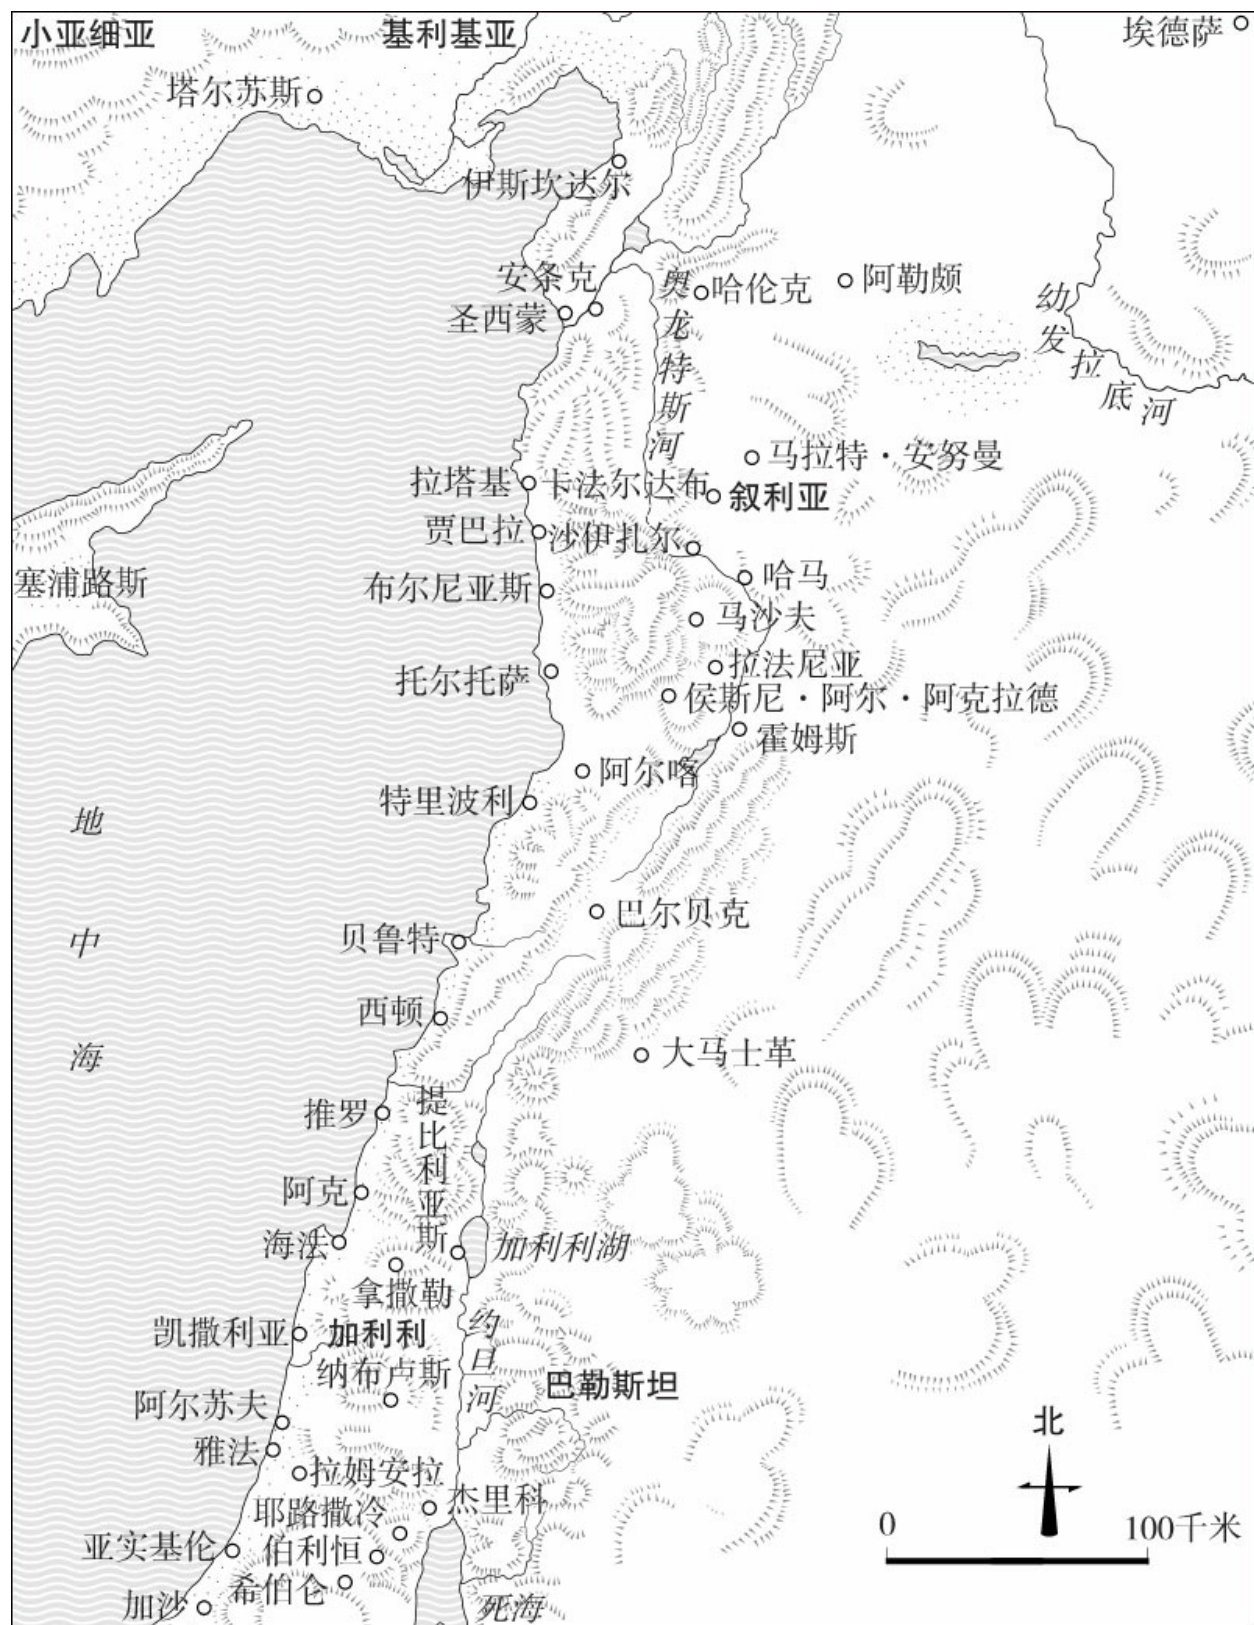 小亚细亚
基利基亚
埃德萨
塔尔苏斯
伊斯坎达尔
安条克
圣西蒙
奥龙特斯河
哈伦克
阿勒颇
幼发拉底河
马拉特·安努曼
拉塔基
卡法尔达布
叙利亚
贾巴拉
沙伊扎尔
哈马
塞浦路斯
布尔尼亚斯
马沙夫
拉法尼亚
托尔托萨
侯斯尼·阿尔·阿克拉德
霍姆斯
阿尔喀
特里波利
地中海
巴尔贝克
贝鲁特
西顿
大马士革
推罗
提比利亚斯
阿克
海法
加利利湖
拿撒勒
凯撒利亚
加利利
约旦河
纳布卢斯
巴勒斯坦
阿尔苏夫
雅法
拉姆安拉
杰里科
耶路撒冷
亚实基伦
伯利恒
希伯仑
加沙
死海
北
0
100千米